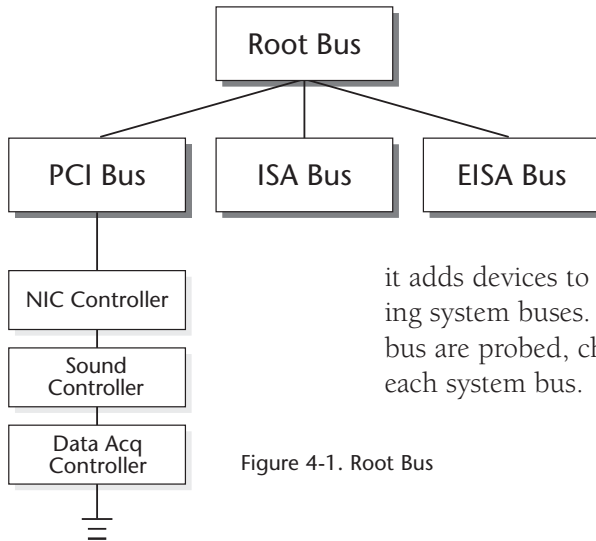 Root Bus
PCI Bus
ISA Bus
EISA Bus
NIC Controller
Sound
Controller
Data Acq
Controller
it adds devices to
ing system buses.
bus are probed,
each system bus.
Figure 4-1. Root Bus